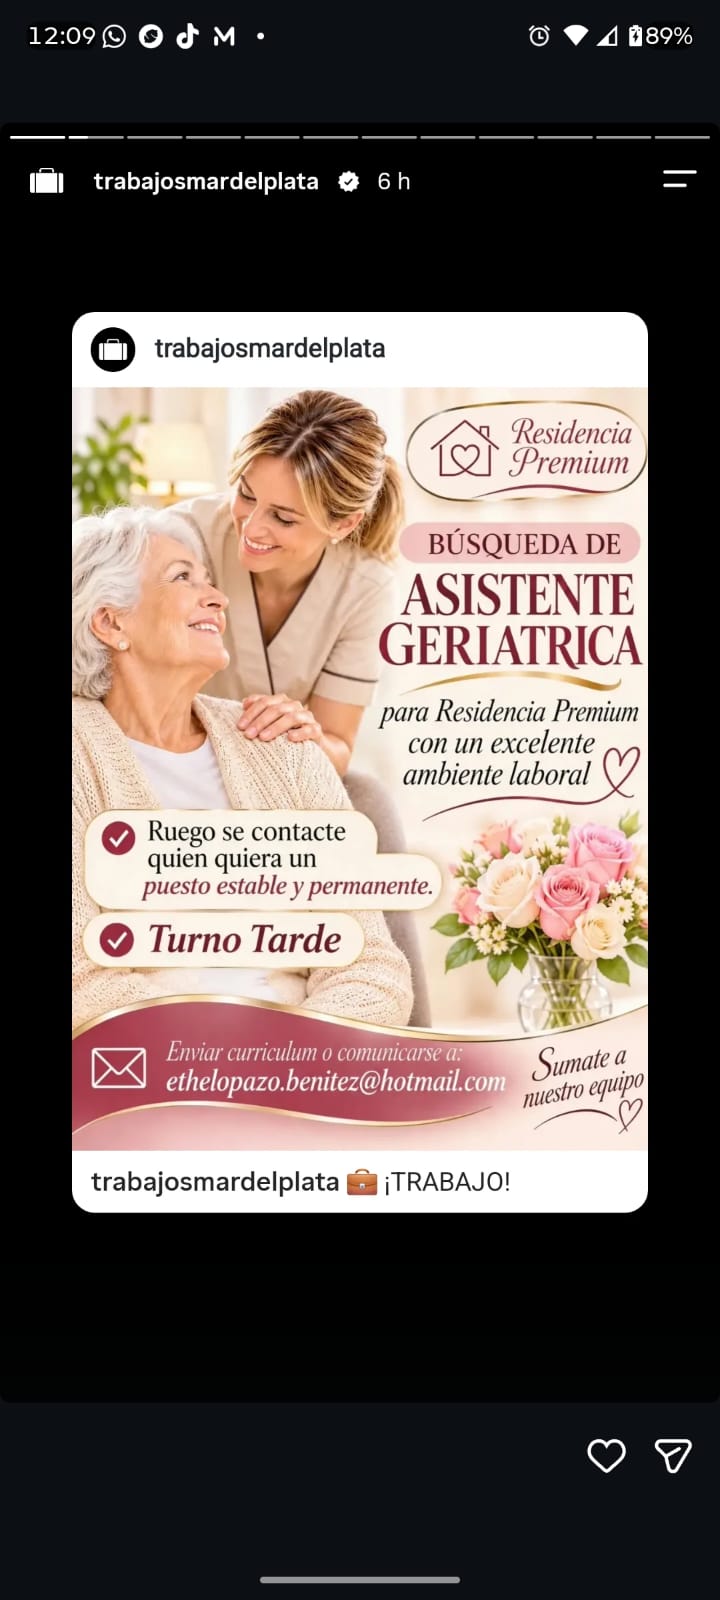 12:09
89%
trabajosmardelplata 6 h
trabajosmardelplata
Residencia
Premium
BÚSQUEDA DE
ASISTENTE
GERIATRICA
para Residencia Premium
con un excelente
ambiente laboral
Ruego se contacte
quien quiera un
puesto estable y permanente.
Turno Tarde
Enviar curriculum o comunicarse a:
ethelopazo.benitez@hotmail.com
Sumate a
nuestro equipo
trabajosmardelplata 💼 ¡TRABAJO!